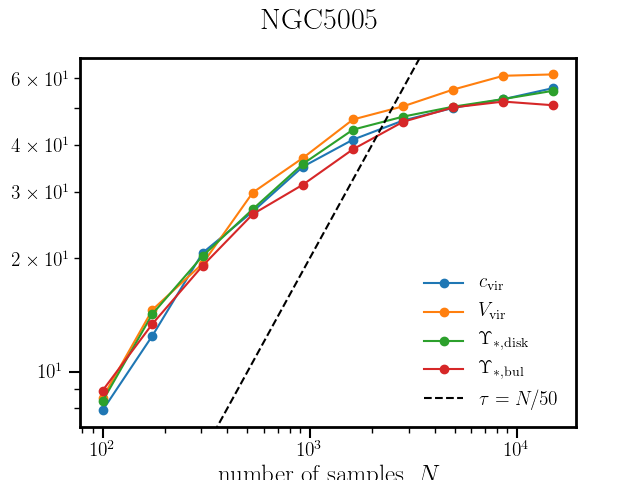 NGC5005
6 × 10¹
4 × 10¹
3 × 10¹
2 × 10¹
10¹
c_vir
V_vir
ϒ_*,disk
ϒ_*,bul
τ = N/50
10² 10³ 10⁴
number of samples, N